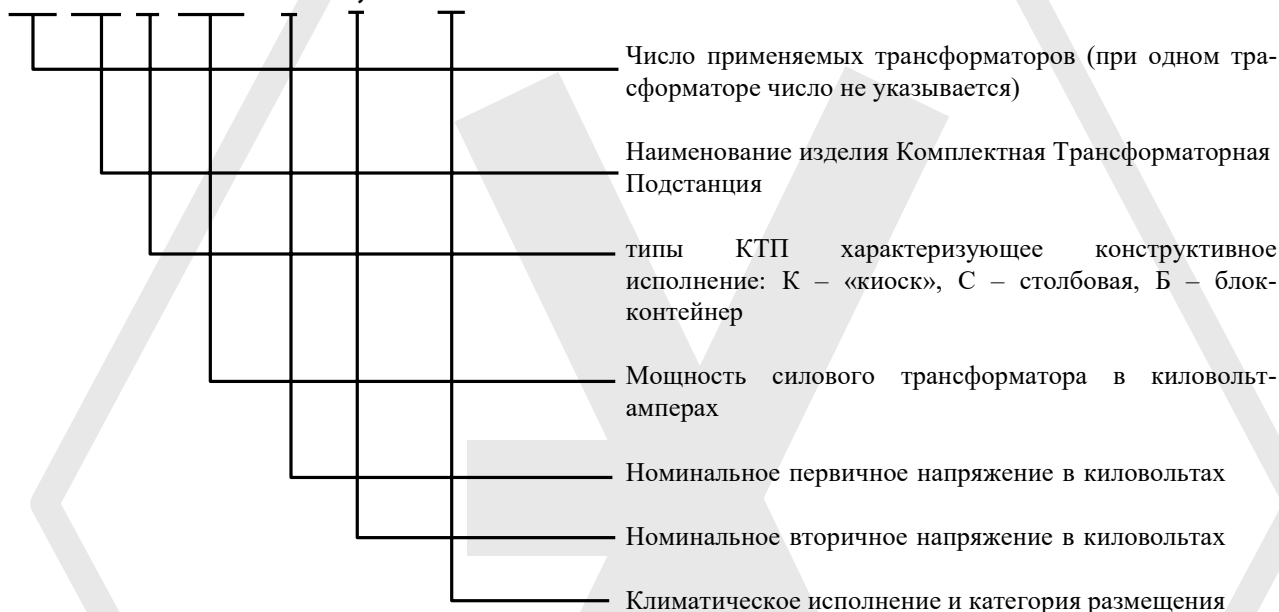 Число применяемых трансформаторов (при одном тра-
сформаторе число не указывается)
Наименование изделия Комплектная Трансформаторная
Подстанция
типы КТП характеризующее конструктивное
исполнение: К – «киоск», С – столбовая, Б – блок-
контейнер
Мощность силового трансформатора в киловольт-
амперах
Номинальное первичное напряжение в киловольтах
Номинальное вторичное напряжение в киловольтах
Климатическое исполнение и категория размещения